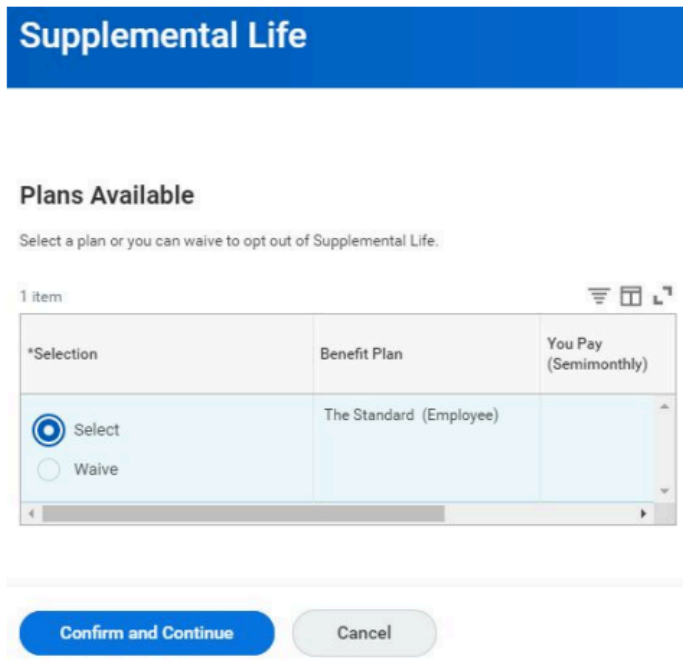 Supplemental Life
Plans Available
Select a plan or you can waive to opt out of Supplemental Life.
1 item
*Selection
Benefit Plan
You Pay
(Semimonthly)
Select
The Standard (Employee)
Waive
Confirm and Continue
Cancel